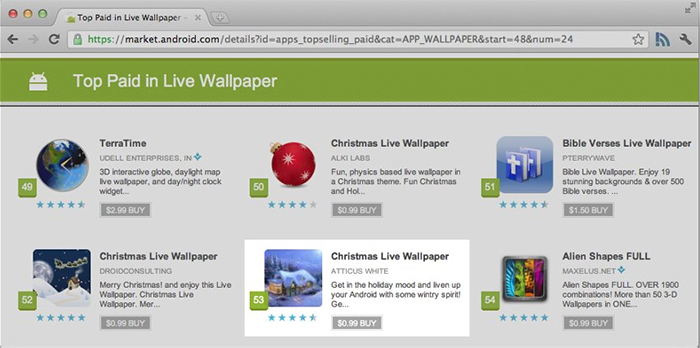 Top Paid in Live Wallpaper -
https://market.android.com/details?id=apps_topselling_paid&cat=APP_WALLPAPER&start=48&num=24
Top Paid in Live Wallpaper
49
TerraTime
UDELL ENTERPRISES, IN
3D interactive globe, daylight map
live wallpaper, and day/night clock
widget...
$2.99 BUY
50
Christmas Live Wallpaper
ALKI LABS
Fun, physics based live wallpaper in
a Christmas theme. Fun Christmas
and Hol...
$0.99 BUY
51
Bible Verses Live Wallpaper
PTERRYWAVE
Bible Live Wallpaper. Enjoy 19
stunning backgrounds & over 500
Bible verses. ...
$1.50 BUY
52
Christmas Live Wallpaper
DROIDCONSULTING
Merry Christmas! and enjoy this Live
Wallpaper. Christmas Live
Wallpaper. Mer...
$0.99 BUY
53
Christmas Live Wallpaper
ATTICUS WHITE
Get in the holiday mood and liven up
your Android with some wintry spirit!
Ge...
$0.99 BUY
54
Alien Shapes FULL
MAXELUS.NET
Alien Shapes FULL. OVER 1900
combinations! More than 50 3-D
Wallpapers in ONE...
$0.99 BUY